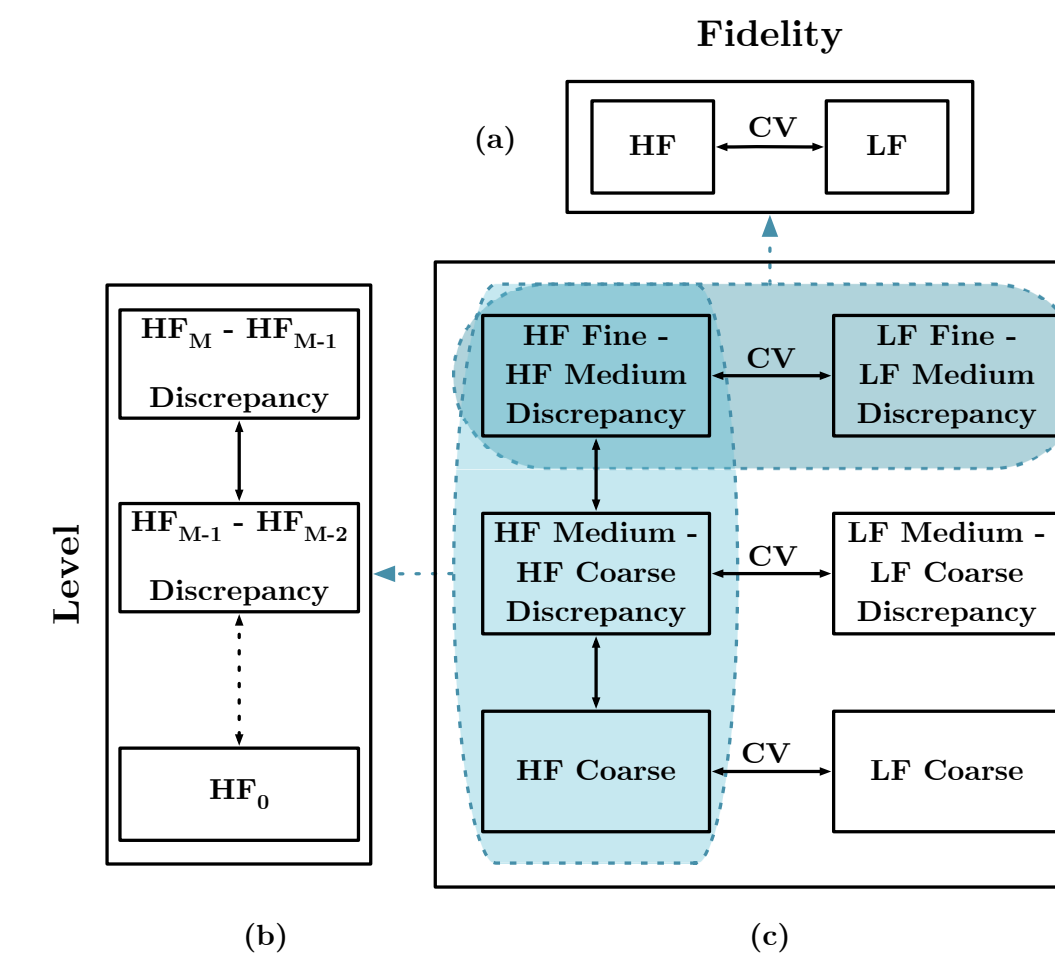 Fidelity
(a)
HF
CV
LF
Level
HF_M - HF_M-1
Discrepancy
HF_M-1 - HF_M-2
Discrepancy
HF_0
(b)
HF Fine -
HF Medium
Discrepancy
CV
LF Fine -
LF Medium
Discrepancy
HF Medium -
HF Coarse
Discrepancy
CV
LF Medium -
LF Coarse
Discrepancy
HF Coarse
CV
LF Coarse
(c)